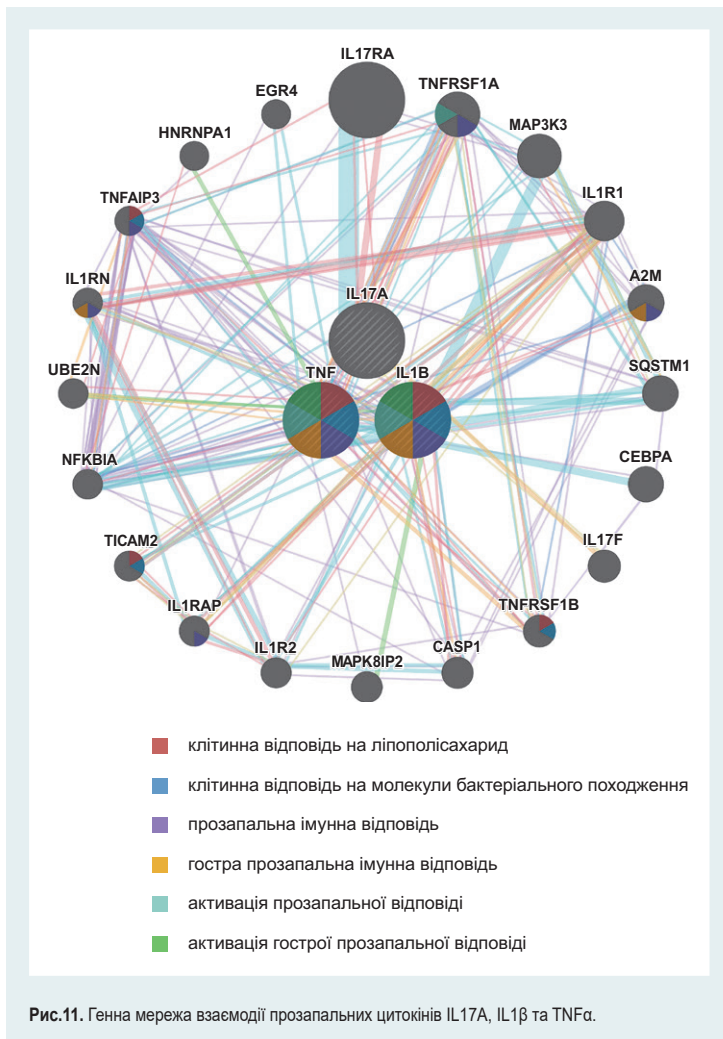 IL17RA
EGR4
TNFRSF1A
HNRNPA1
MAP3K3
TNFAIP3
IL1R1
IL1RN
IL17A
A2M
UBE2N
TNF
IL1B
SQSTM1
NFKBIA
CEBPA
TICAM2
IL17F
IL1RAP
TNFRSF1B
IL1R2
MAPK8IP2
CASP1
клітинна відповідь на ліпополісахарид
клітинна відповідь на молекули бактеріального походження
прозапальна імунна відповідь
гостра прозапальна імунна відповідь
активація прозапальної відповіді
активація гострої прозапальної відповіді
Рис.11. Генна мережа взаємодії прозапальних цитокінів IL17A, IL1β та TNFα.